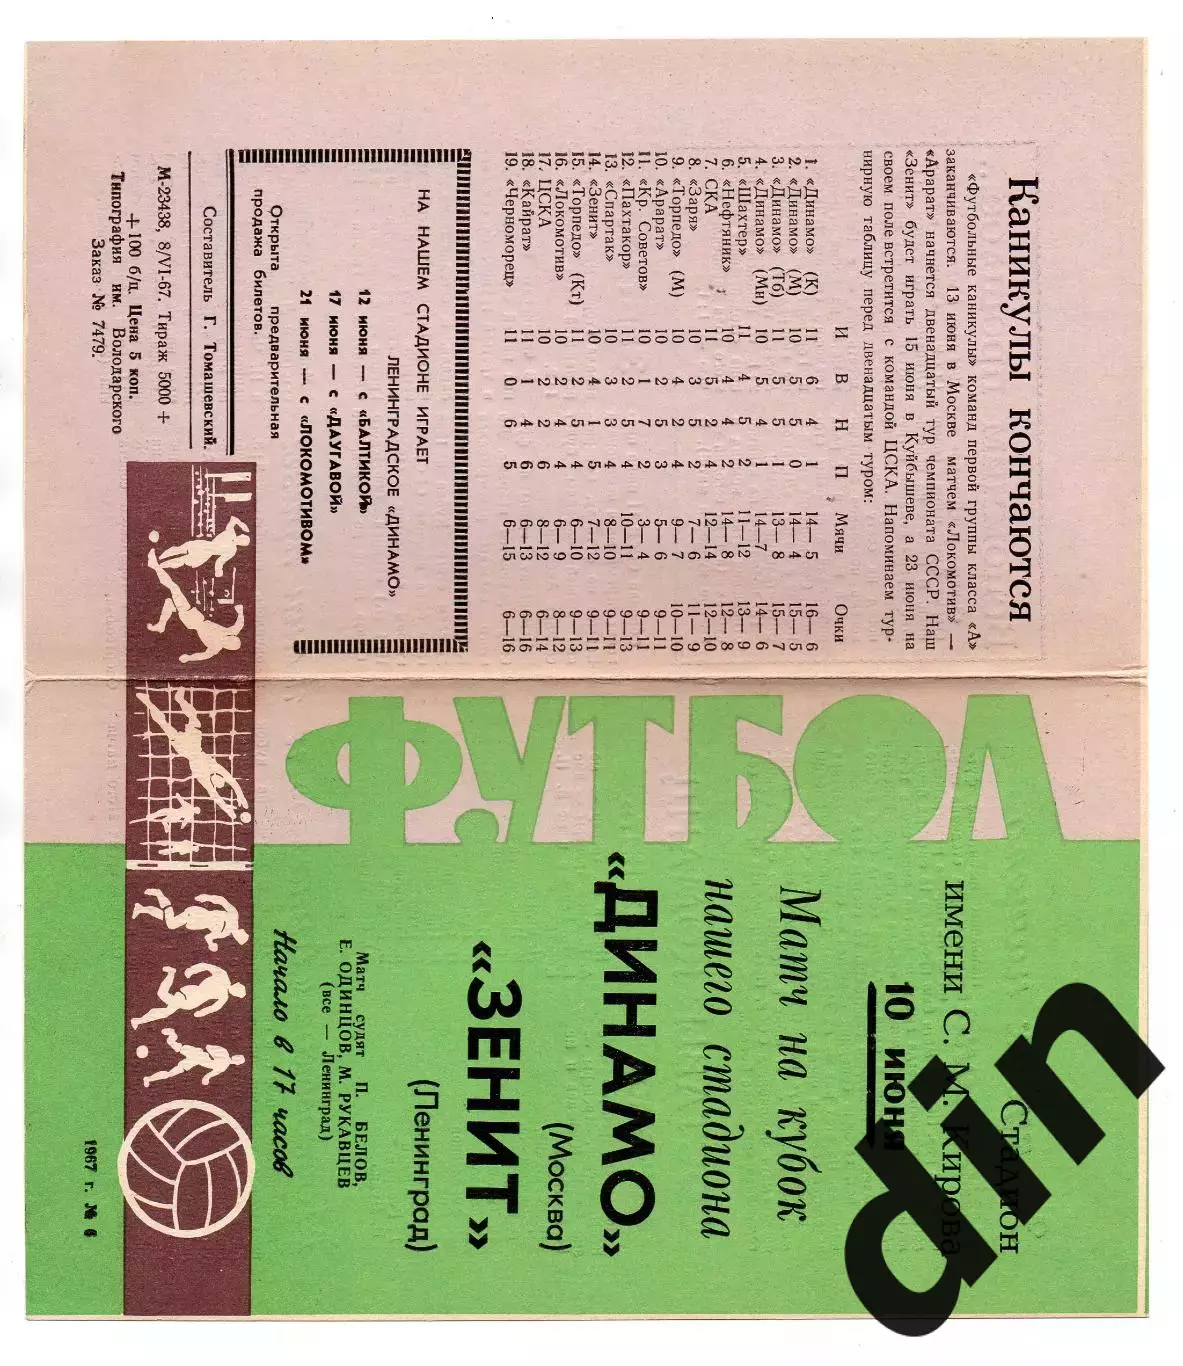 Каникулы кончаются
«Футбольные каникулы» команд первой группы класса «А»
заканчиваются. 13 июня в Москве матчем «Локомотив» —
«Арарат» начнется двенадцатый тур чемпионата СССР. Наш
«Зенит» будет играть 15 июня в Куйбышеве, а 23 июня на
своем поле встретится с командой ЦСКА. Напоминаем тур-
нирную таблицу перед двенадцатым туром:
И В Н П Мячи Очки
1. «Динамо» (К) 11 6 4 1 14—5 16—6
2. «Динамо» (М) 10 5 5 0 14—4 15—5
3. «Динамо» (Тб) 11 5 5 1 13—8 15—7
4. «Динамо» (Мн) 10 5 4 1 14—7 14—6
5. «Шахтер» 11 4 5 2 11—12 13—9
6. «Нефтяник» 10 4 4 2 14—8 12—8
7. СКА 11 5 2 4 12—14 12—10
8. «Заря» 10 3 5 2 7—6 11—9
9. «Торпедо» (М) 10 4 2 4 9—7 10—10
10. «Арарат» 10 2 5 3 5—6 9—11
11. «Кр. Советов» 10 1 7 2 3—4 9—11
12. «Пахтакор» 11 2 5 4 10—11 9—13
13. «Спартак» 10 3 3 4 8—10 9—11
14. «Зенит» 10 4 1 5 7—12 9—11
15. «Торпедо» (Кт) 11 2 5 4 6—10 9—13
16. «Локомотив» 10 2 4 4 6—9 8—12
17. ЦСКА 10 2 2 6 8—12 6—14
18. «Кайрат» 11 1 4 6 6—13 6—16
19. «Черноморец» 11 0 6 5 6—15 6—16
НА НАШЕМ СТАДИОНЕ ИГРАЕТ
ЛЕНИНГРАДСКОЕ «ДИНАМО»
12 июня — с «БАЛТИКОЙ»
17 июня — с «ДАУГАВОЙ»
21 июня — с «ЛОКОМОТИВОМ»
Открыта предварительная
продажа билетов.
Составитель Г. Томашевский.
М-23438, 8/VI-67. Тираж 5000 +
+ 100 б/ц. Цена 5 коп.
Типография им. Володарского
Заказ № 7479.
Стадион
имени С. М. Кирова
10 июня
ФУТБОЛ
Матч на кубок
нашего стадиона
«ДИНАМО»
(Москва)
«ЗЕНИТ»
(Ленинград)
Матч судят П. БЕЛОВ,
Е. ОДИНЦОВ, М. РУКАВЦЕВ
(все — Ленинград)
Начало в 17 часов
1967 г. № 6
din